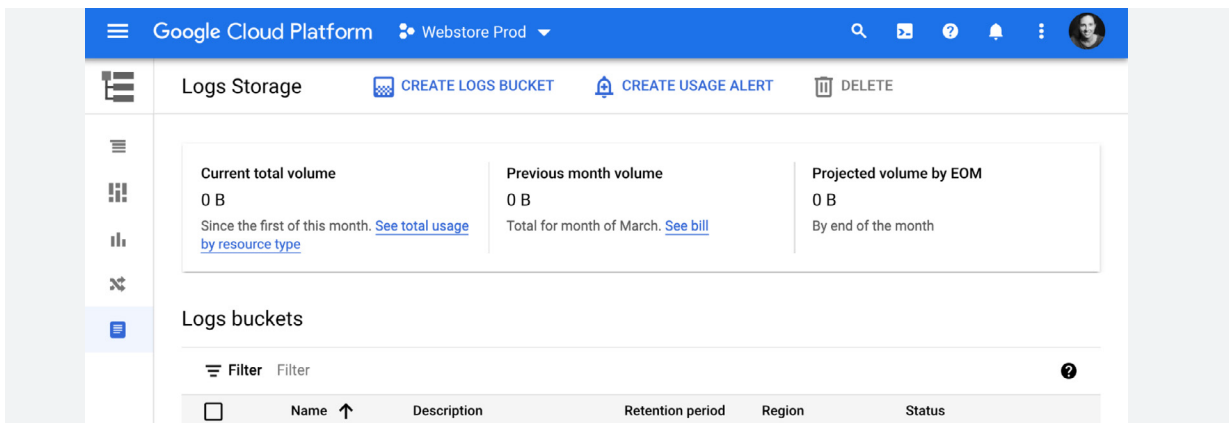 Google Cloud Platform Webstore Prod
Logs Storage CREATE LOGS BUCKET CREATE USAGE ALERT DELETE
Current total volume
0 B
Since the first of this month. See total usage
by resource type
Previous month volume
0 B
Total for month of March. See bill
Projected volume by EOM
0 B
By end of the month
Logs buckets
Filter Filter
Name Description Retention period Region Status